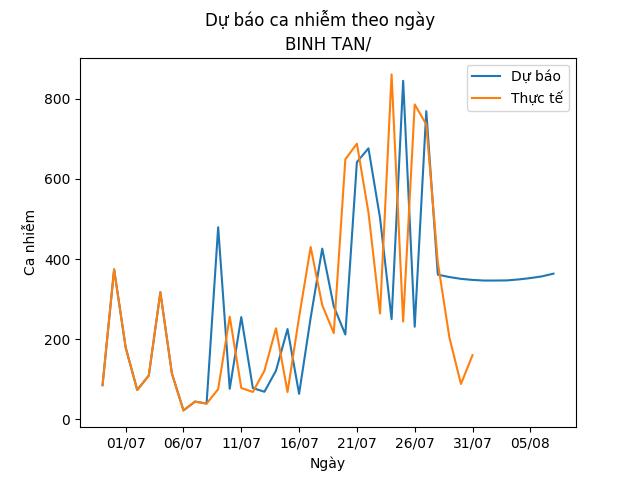 Dự báo ca nhiễm theo ngày
BINH TAN/
Dự báo
Thực tế
800
600
400
200
0
Ca nhiễm
01/07 06/07 11/07 16/07 21/07 26/07 31/07 05/08
Ngày